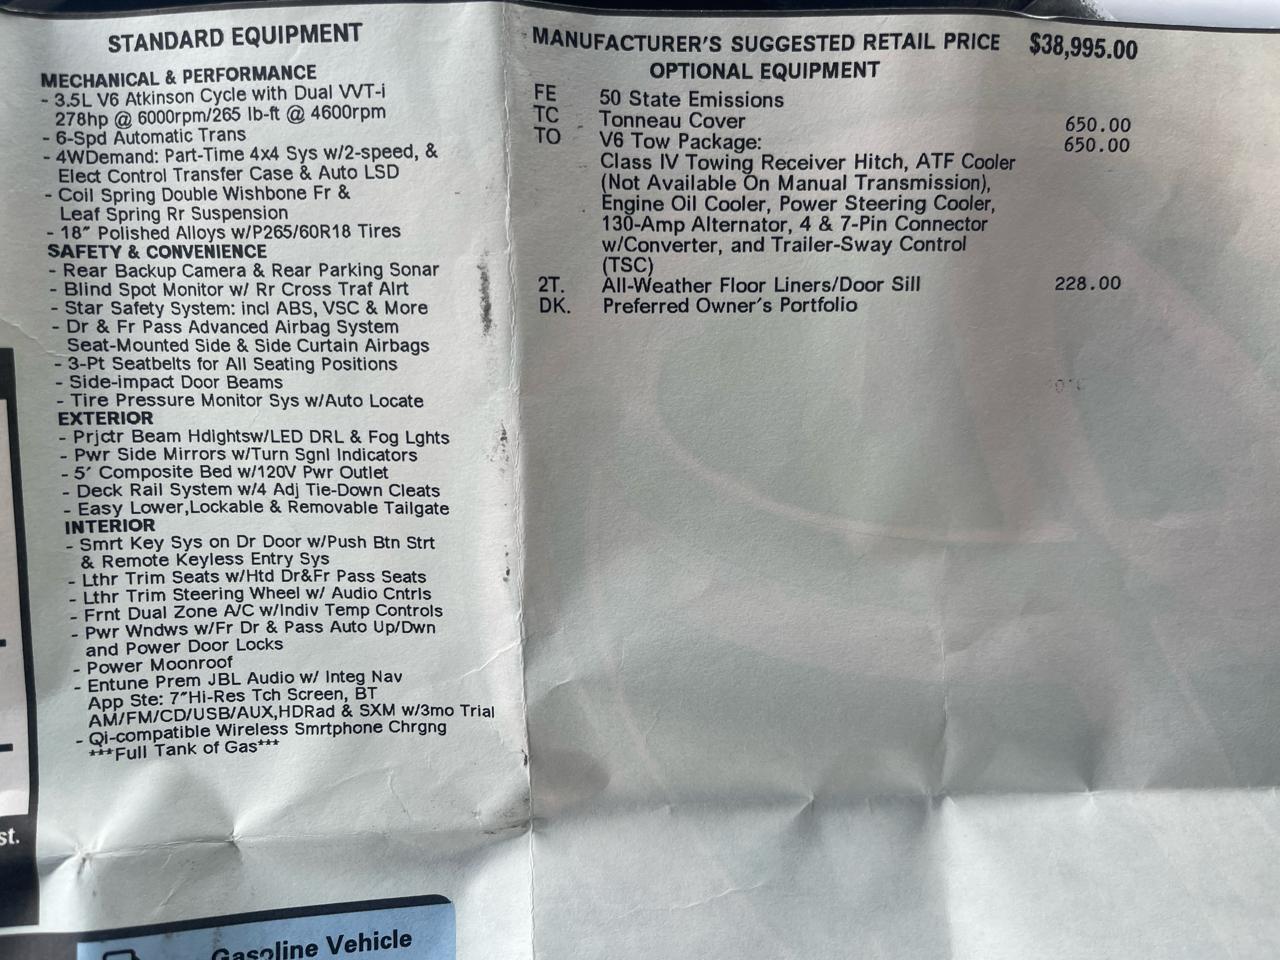 STANDARD EQUIPMENT
MECHANICAL & PERFORMANCE
- 3.5L V6 Atkinson Cycle with Dual VVT-i
278hp @ 6000rpm/265 lb-ft @ 4600rpm
- 6-Spd Automatic Trans
- 4WDemand: Part-Time 4x4 Sys w/2-speed, &
Elect Control Transfer Case & Auto LSD
- Coil Spring Double Wishbone Fr &
Leaf Spring Rr Suspension
- 18" Polished Alloys w/P265/60R18 Tires
SAFETY & CONVENIENCE
- Rear Backup Camera & Rear Parking Sonar
- Blind Spot Monitor w/ Rr Cross Traf Alrt
- Star Safety System: incl ABS, VSC & More
- Dr & Fr Pass Advanced Airbag System
Seat-Mounted Side & Side Curtain Airbags
- 3-Pt Seatbelts for All Seating Positions
- Side-impact Door Beams
- Tire Pressure Monitor Sys w/Auto Locate
EXTERIOR
- Prjctr Beam Hdlghtsw/LED DRL & Fog Lghts
- Pwr Side Mirrors w/Turn Sgnl Indicators
- 5' Composite Bed w/120V Pwr Outlet
- Deck Rail System w/4 Adj Tie-Down Cleats
- Easy Lower,Lockable & Removable Tailgate
INTERIOR
- Smrt Key Sys on Dr Door w/Push Btn Strt
& Remote Keyless Entry Sys
- Lthr Trim Seats w/Htd Dr&Fr Pass Seats
- Lthr Trim Steering Wheel w/ Audio Cntrls
- Frnt Dual Zone A/C w/Indiv Temp Controls
- Pwr Wndws w/Fr Dr & Pass Auto Up/Dwn
and Power Door Locks
- Power Moonroof
- Entune Prem JBL Audio w/ Integ Nav
App Ste: 7"Hi-Res Tch Screen, BT
AM/FM/CD/USB/AUX,HDRad & SXM w/3mo Trial
- Qi-compatible Wireless Smrtphone Chrgng
***Full Tank of Gas***
MANUFACTURER'S SUGGESTED RETAIL PRICE $38,995.00
OPTIONAL EQUIPMENT
FE 50 State Emissions
TC Tonneau Cover 650.00
TO V6 Tow Package: 650.00
Class IV Towing Receiver Hitch, ATF Cooler
(Not Available On Manual Transmission),
Engine Oil Cooler, Power Steering Cooler,
130-Amp Alternator, 4 & 7-Pin Connector
w/Converter, and Trailer-Sway Control
(TSC)
2T. All-Weather Floor Liners/Door Sill 228.00
DK. Preferred Owner's Portfolio
st.
Gasoline Vehicle